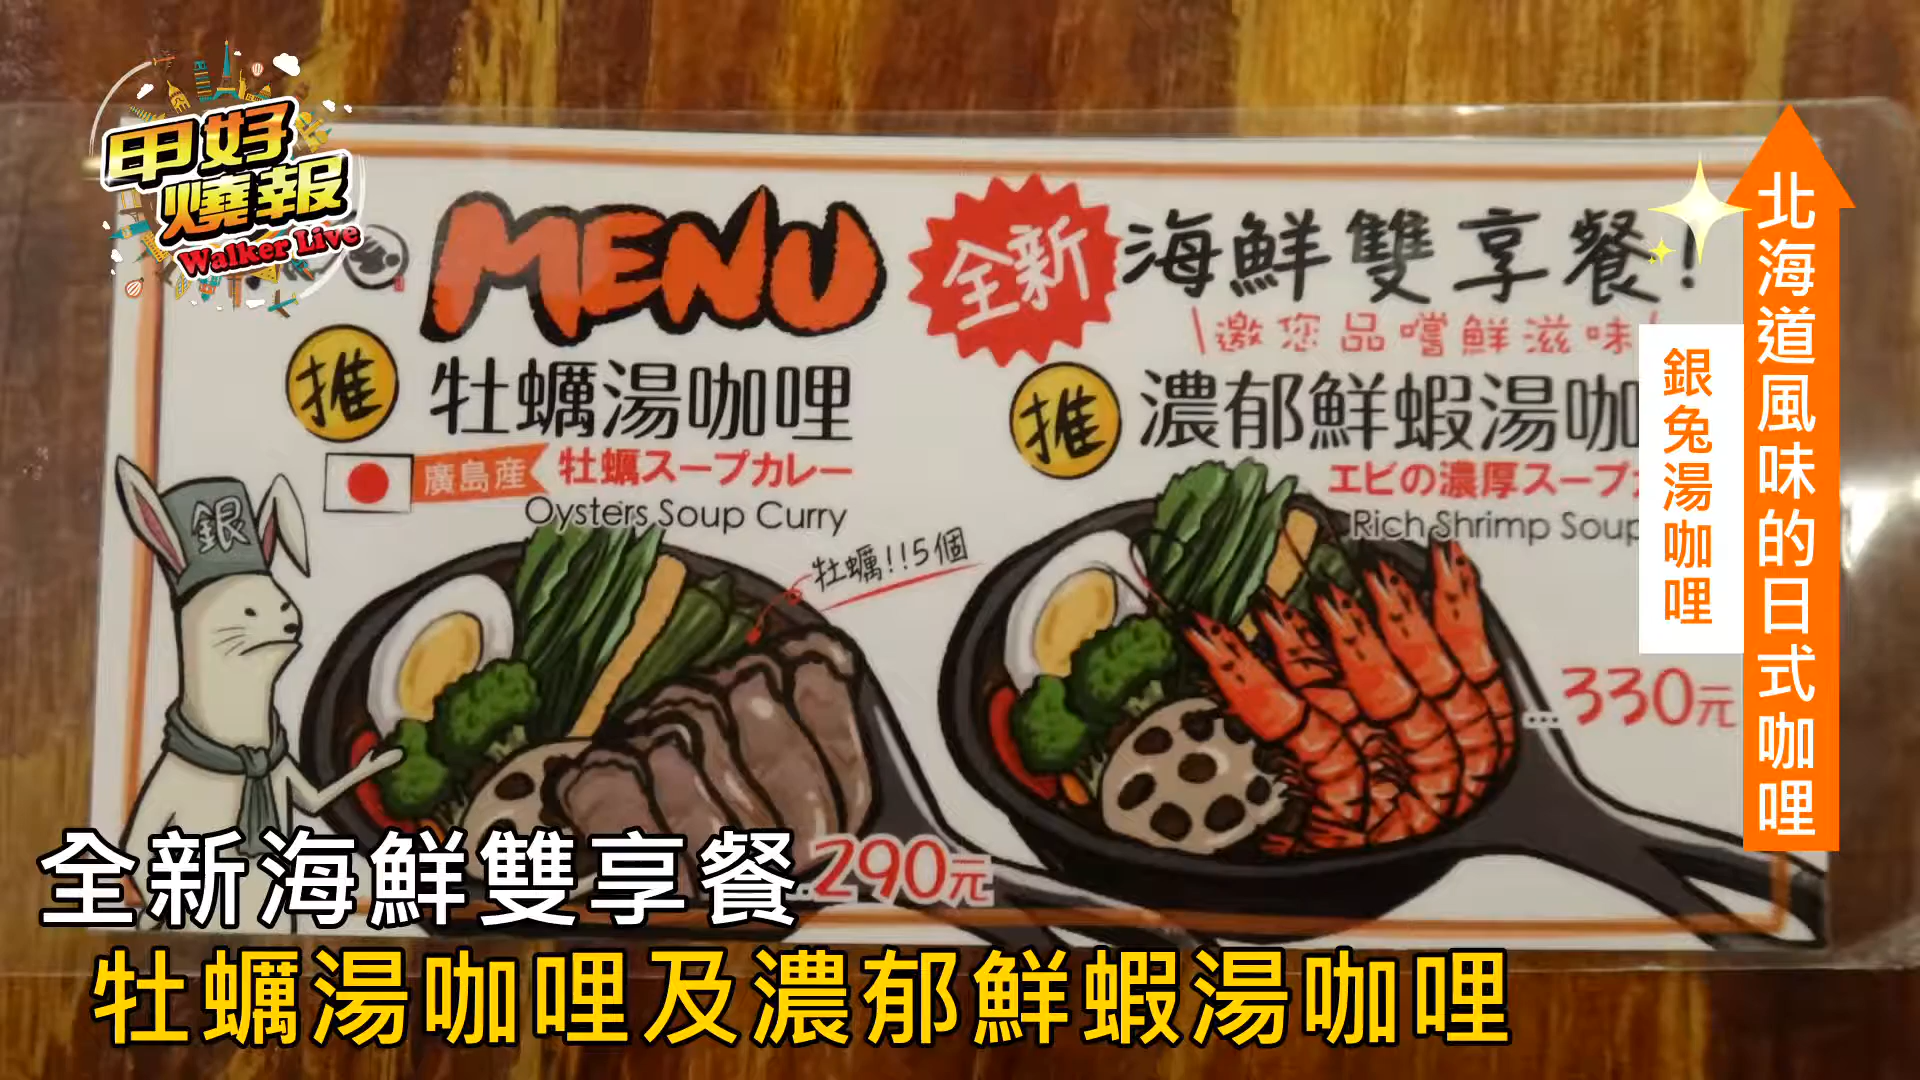 甲好
燒報
Walker Live
MENU
全新
海鮮雙享餐!
\邀您品嚐鮮滋味/
推
牡蠣湯咖哩
廣島産
牡蠣スープカレー
Oysters Soup Curry
牡蠣!!5個
銀
...290元
推
濃郁鮮蝦湯咖
エビの濃厚スープ
Rich Shrimp Soup
...330元
北海道風味的日式咖哩
銀兔湯咖哩
全新海鮮雙享餐
牡蠣湯咖哩及濃郁鮮蝦湯咖哩